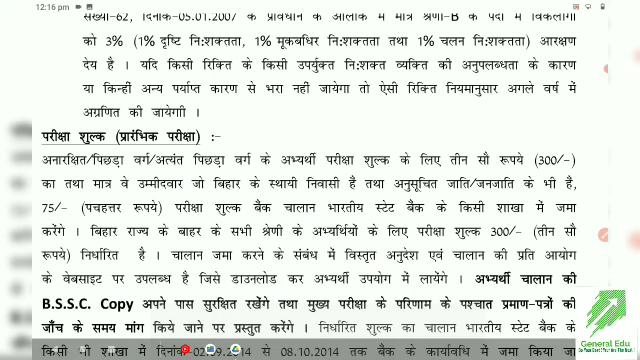 12:16 pm
संख्या-62, दिनांक-05.01.2007 के प्रावधान के आलोक में मात्र श्रेणी-B के पदों में विकलांगों
को 3% (1% दृष्टि नि:शक्तता, 1% मूकबधिर नि:शक्तता तथा 1% चलन नि:शक्तता) आरक्षण
देय है । यदि किसी रिक्ति के किसी उपर्युक्त नि:शक्त व्यक्ति की अनुपलब्धता के कारण
या किन्हीं अन्य पर्याप्त कारण से भरा नहीं जायेगा तो ऐसी रिक्ति नियमानुसार अगले वर्ष में
अग्रणित की जायेगी ।
परीक्षा शुल्क (प्रारंभिक परीक्षा) :-
अनारक्षित/पिछड़ा वर्ग/अत्यंत पिछड़ा वर्ग के अभ्यर्थी परीक्षा शुल्क के लिए तीन सौ रूपये (300/-)
का तथा मात्र वे उम्मीदवार जो बिहार के स्थायी निवासी है तथा अनुसूचित जाति/जनजाति के भी है,
75/- (पचहत्तर रूपये) परीक्षा शुल्क बैंक चालान भारतीय स्टेट बैंक के किसी शाखा में जमा
करेंगे । बिहार राज्य के बाहर के सभी श्रेणी के अभ्यर्थियों के लिए परीक्षा शुल्क 300/- (तीन सौ
रूपये) निर्धारित है । चालान जमा करने के संबंध में विस्तृत अनुदेश एवं चालान की प्रति आयोग
के वेबसाइट पर उपलब्ध है जिसे डाउनलोड कर अभ्यर्थी उपयोग में लायेंगे । अभ्यर्थी चालान की
B.S.S.C. Copy अपने पास सुरक्षित रखेंगे तथा मुख्य परीक्षा के परिणाम के पश्चात प्रमाण-पत्रों की
जाँच के समय मांग किये जाने पर प्रस्तुत करेंगे । निर्धारित शुल्क का चालान भारतीय स्टेट बैंक के
किसी भी शाखा में दिनांक 02.09.2014 से 08.10.2014 तक बैंक के कार्यावधि में जमा किया जा
General Edu